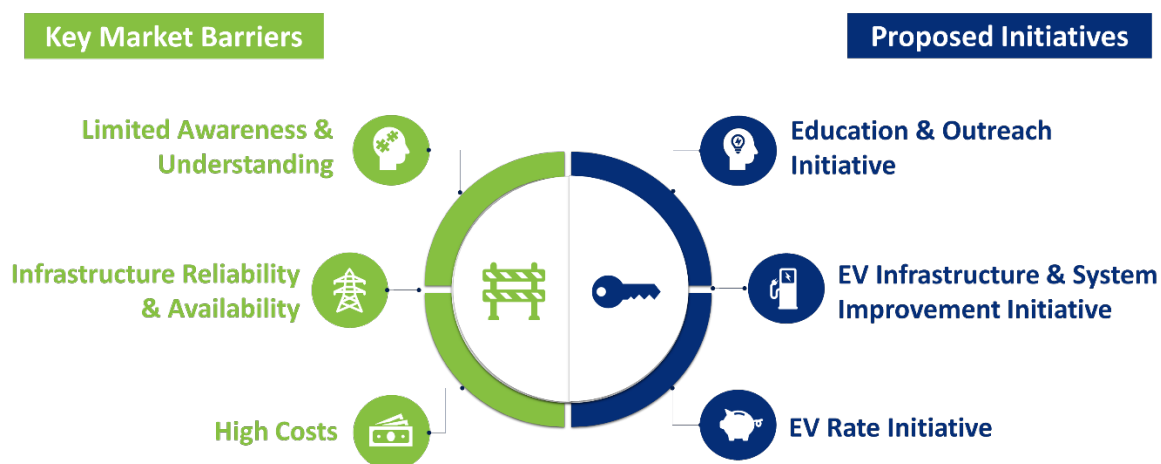 Key Market Barriers
Proposed Initiatives
Limited Awareness &
Understanding
Education & Outreach
Initiative
Infrastructure Reliability
& Availability
EV Infrastructure & System
Improvement Initiative
High Costs
EV Rate Initiative